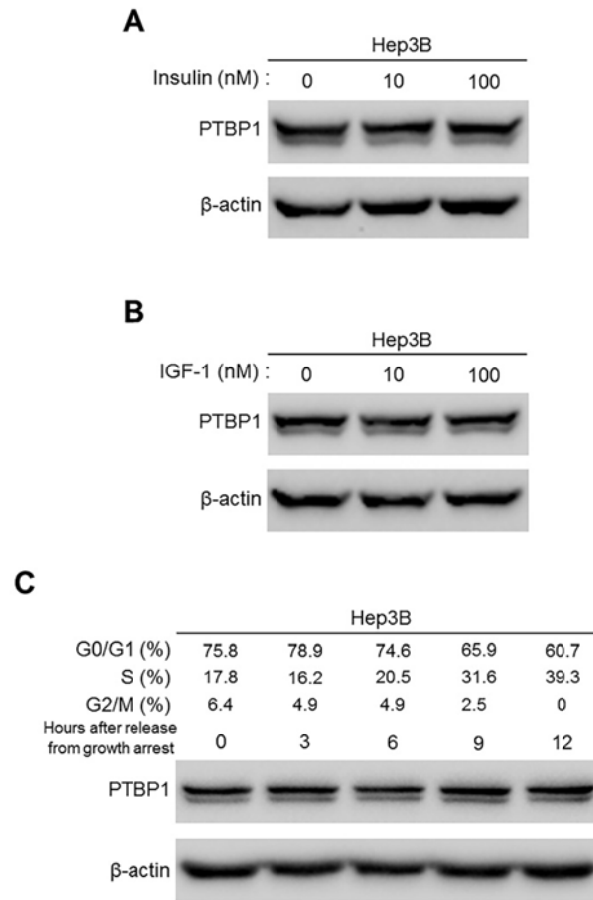 A
Hep3B
Insulin (nM) : 0 10 100
PTBP1
β-actin
B
Hep3B
IGF-1 (nM) : 0 10 100
PTBP1
β-actin
C
Hep3B
G0/G1 (%) 75.8 78.9 74.6 65.9 60.7
S (%) 17.8 16.2 20.5 31.6 39.3
G2/M (%) 6.4 4.9 4.9 2.5 0
Hours after release
from growth arrest 0 3 6 9 12
PTBP1
β-actin